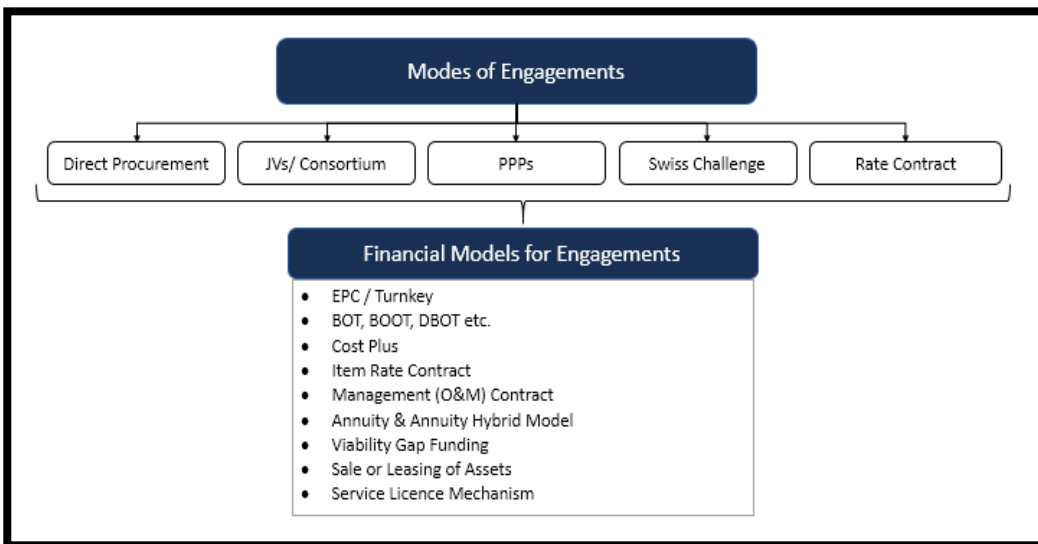 Modes of Engagements
Direct Procurement
JVs/ Consortium
PPPs
Swiss Challenge
Rate Contract
Financial Models for Engagements
• EPC / Turnkey
• BOT, BOOT, DBOT etc.
• Cost Plus
• Item Rate Contract
• Management (O&M) Contract
• Annuity & Annuity Hybrid Model
• Viability Gap Funding
• Sale or Leasing of Assets
• Service Licence Mechanism